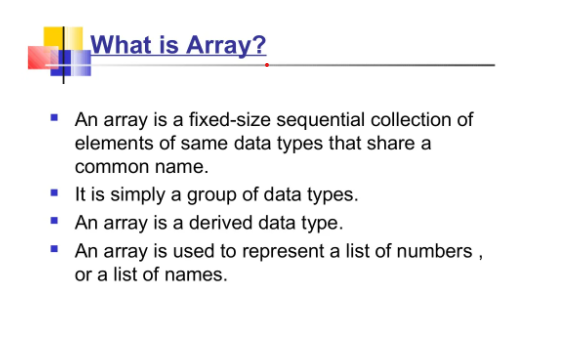 What is Array?
An array is a fixed-size sequential collection of
elements of same data types that share a
common name.
It is simply a group of data types.
An array is a derived data type.
An array is used to represent a list of numbers ,
or a list of names.